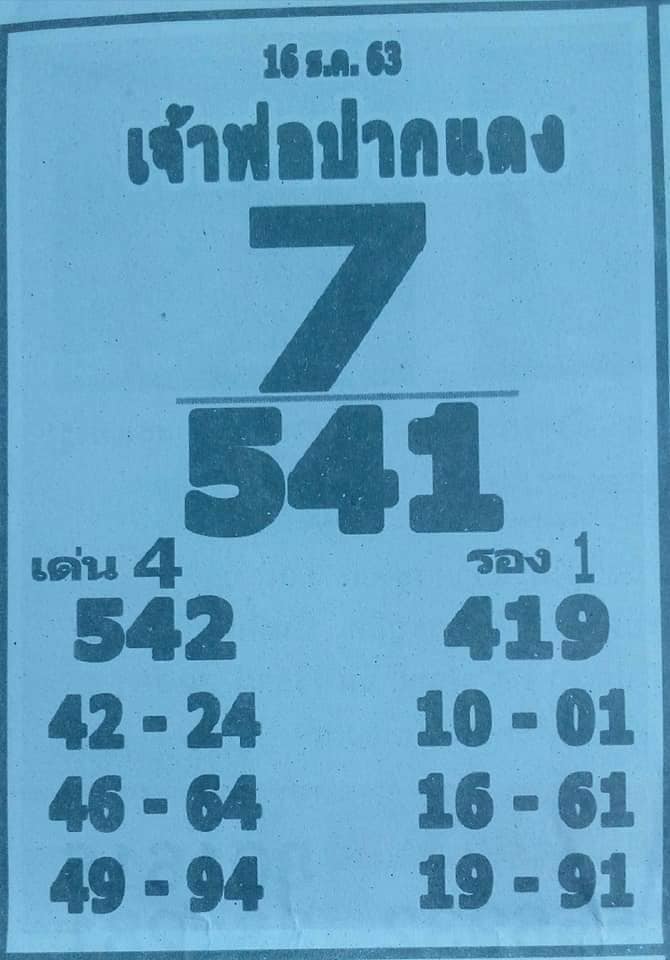 16 ธ.ค. 63
เจ้าพ่อปากแดง
7
541
เด่น 4 รอง 1
542 419
42 - 24 10 - 01
46 - 64 16 - 61
49 - 94 19 - 91